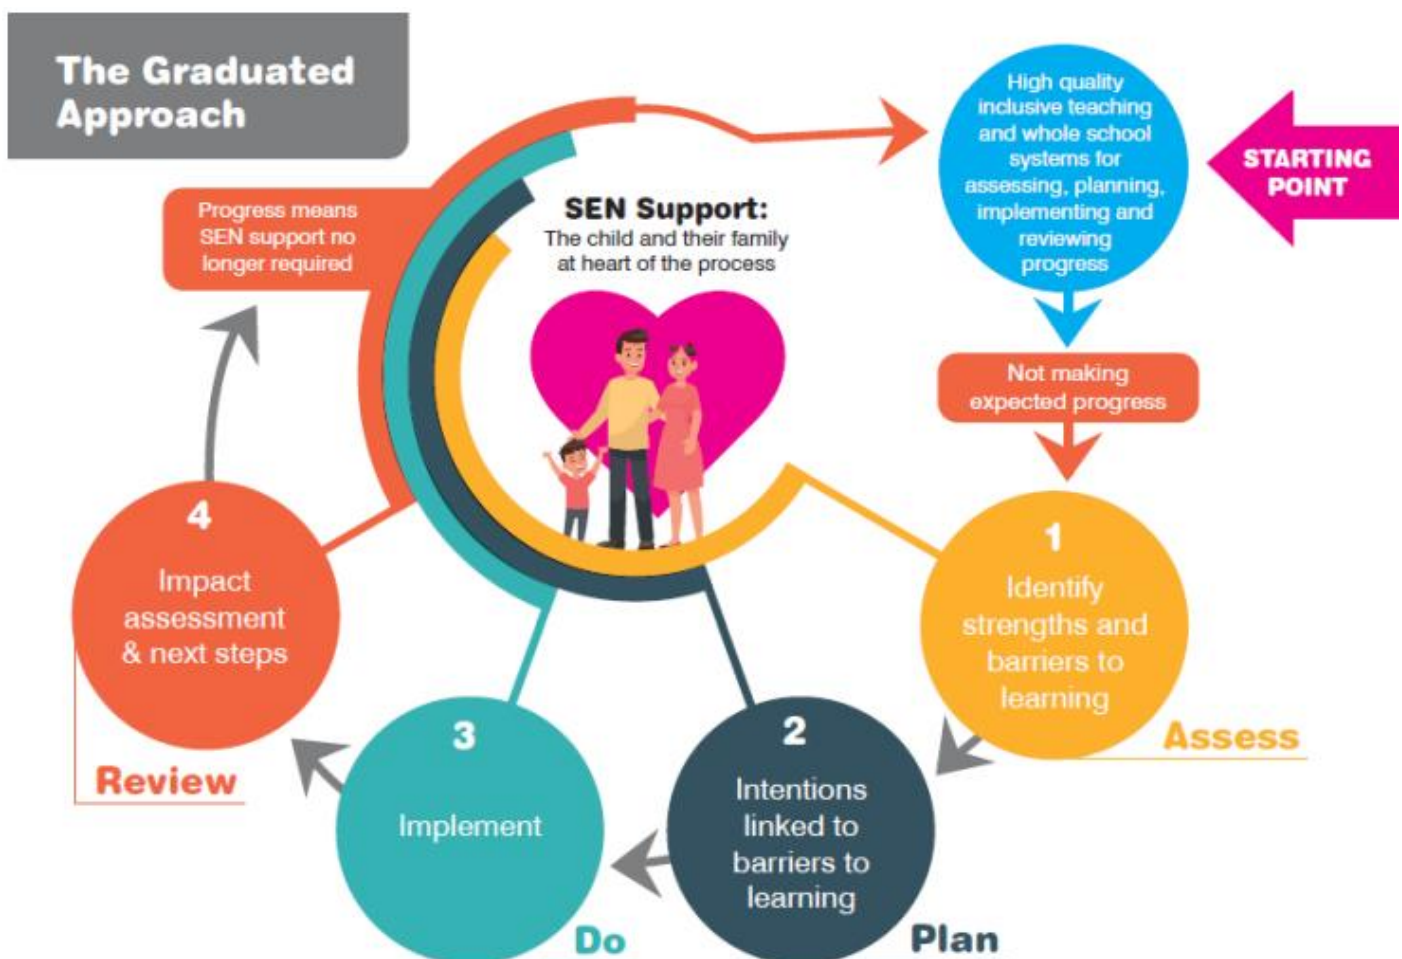 The Graduated
Approach
High quality
inclusive teaching
and whole school
systems for
assessing, planning,
implementing and
reviewing
progress
STARTING
POINT
Not making
expected progress
SEN Support:
The child and their family
at heart of the process
Progress means
SEN support no
longer required
1
Identify
strengths and
barriers to
learning
Assess
2
Intentions
linked to
barriers to
learning
Plan
3
Implement
Do
4
Impact
assessment
& next steps
Review